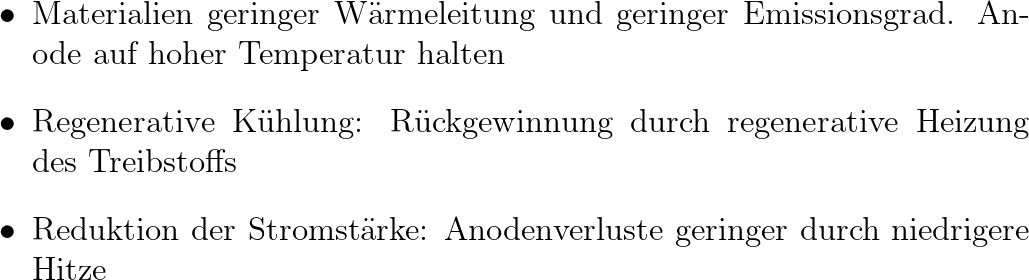 • Materialien geringer Wärmeleitung und geringer Emissionsgrad. An-
ode auf hoher Temperatur halten
• Regenerative Kühlung: Rückgewinnung durch regenerative Heizung
des Treibstoffs
• Reduktion der Stromstärke: Anodenverluste geringer durch niedrigere
Hitze